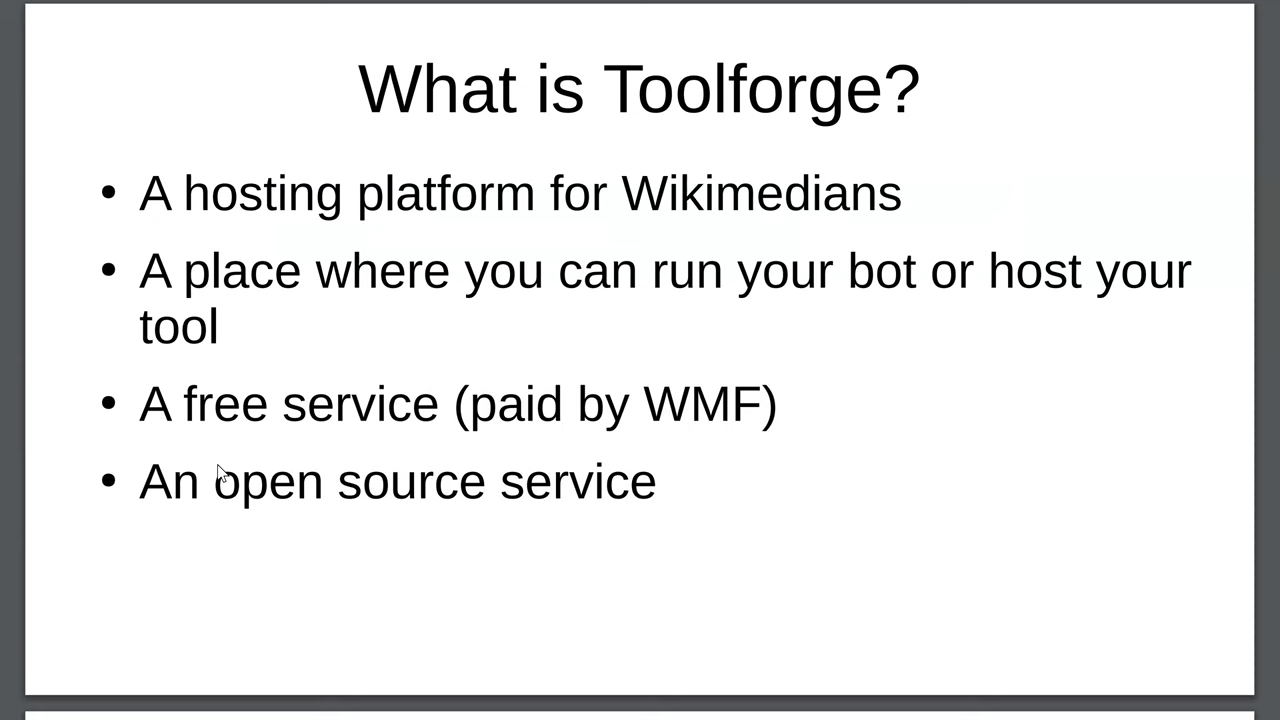 What is Toolforge?
• A hosting platform for Wikimedians
• A place where you can run your bot or host your
tool
• A free service (paid by WMF)
• An open source service